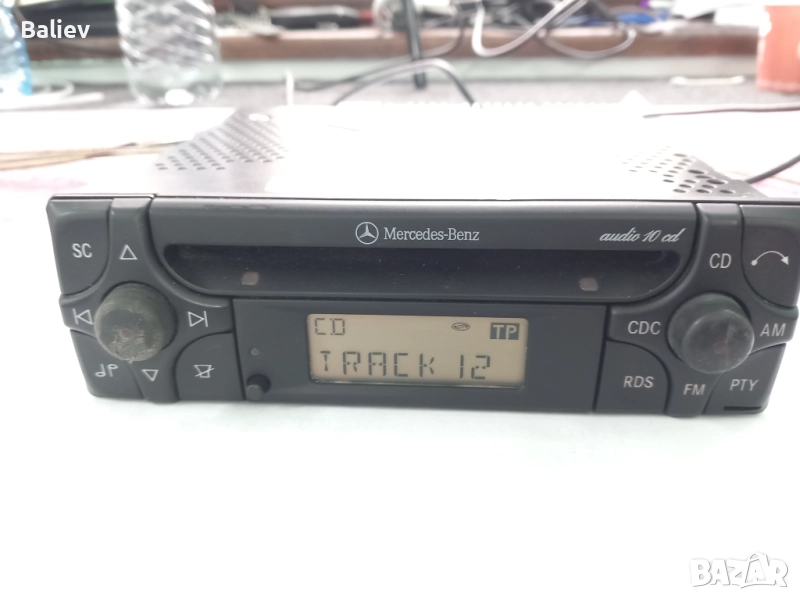 Baliev
Mercedes-Benz
audio 10 cd
SC
CD
CDC
AM
RDS
FM
PTY
CD
TP
TRACK 12
BAZAR